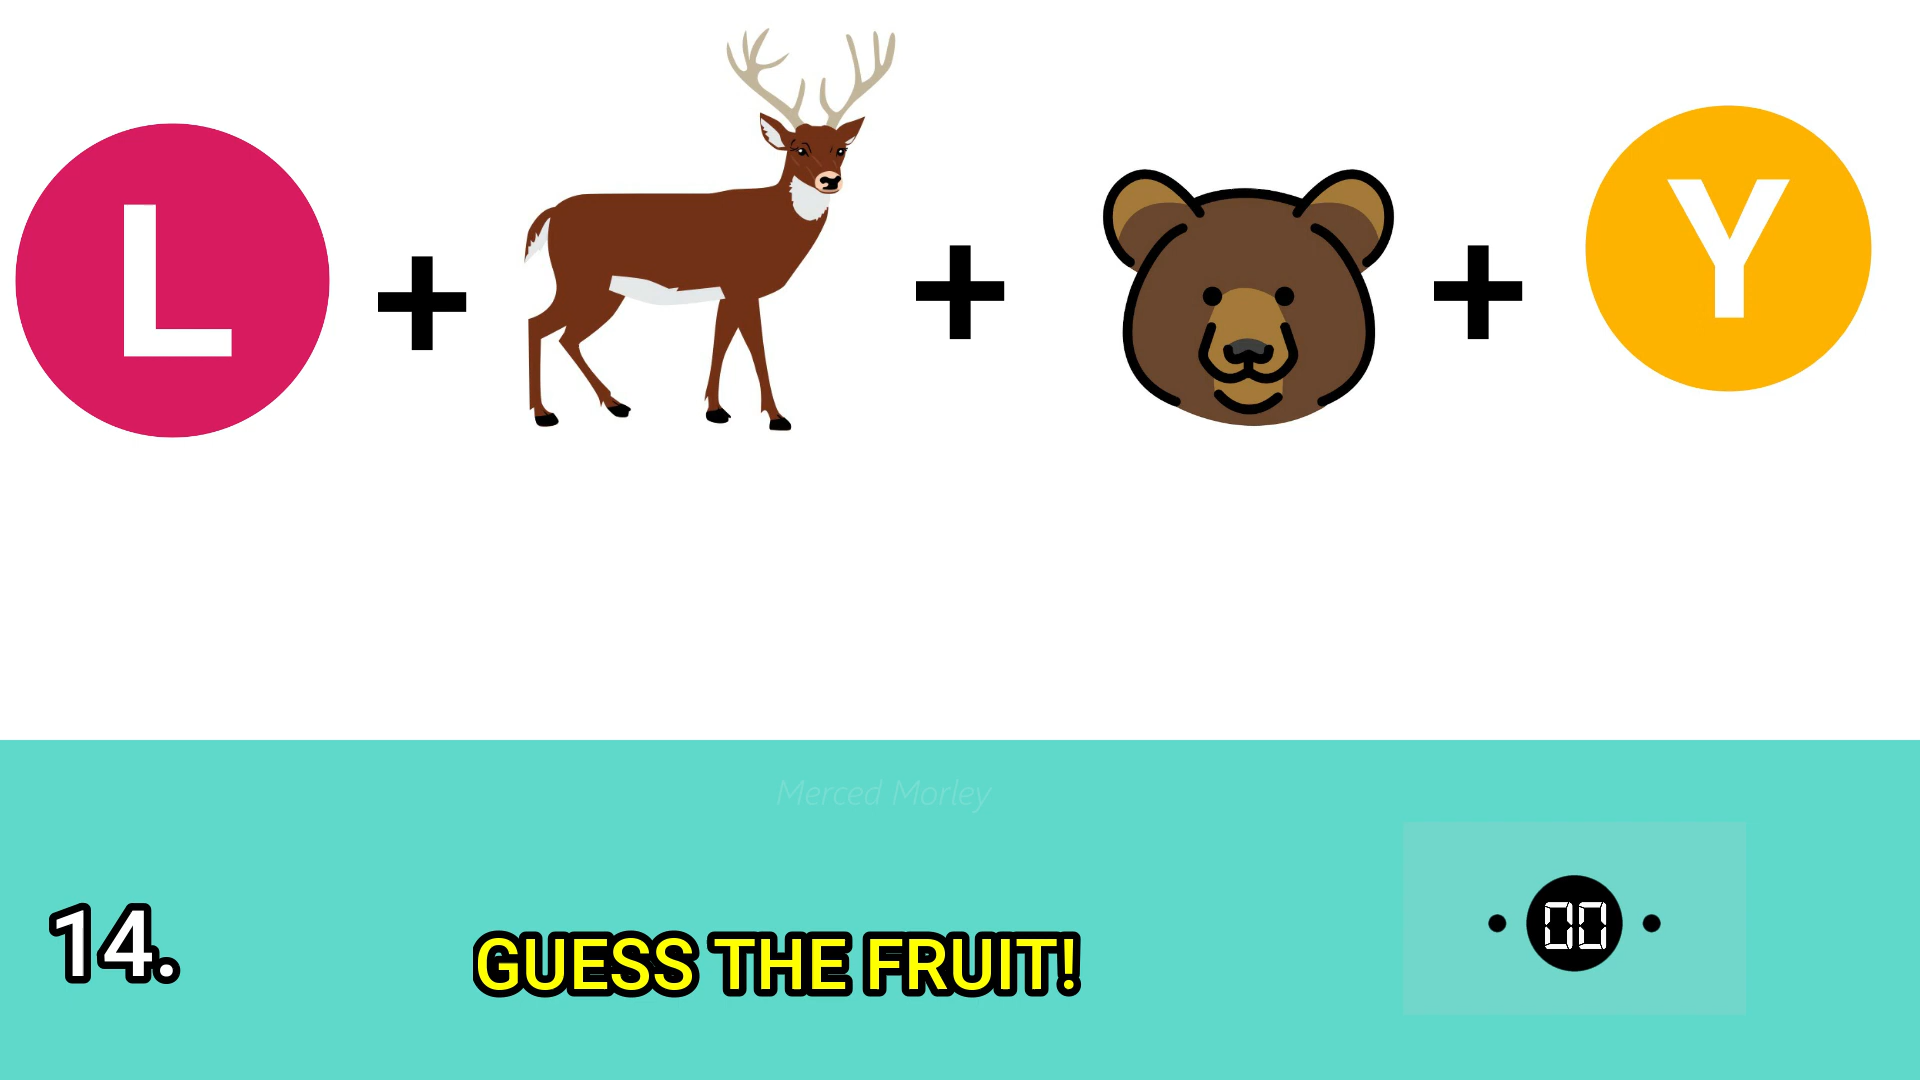 L + + + Y
Merced Morley
14.
GUESS THE FRUIT!
00